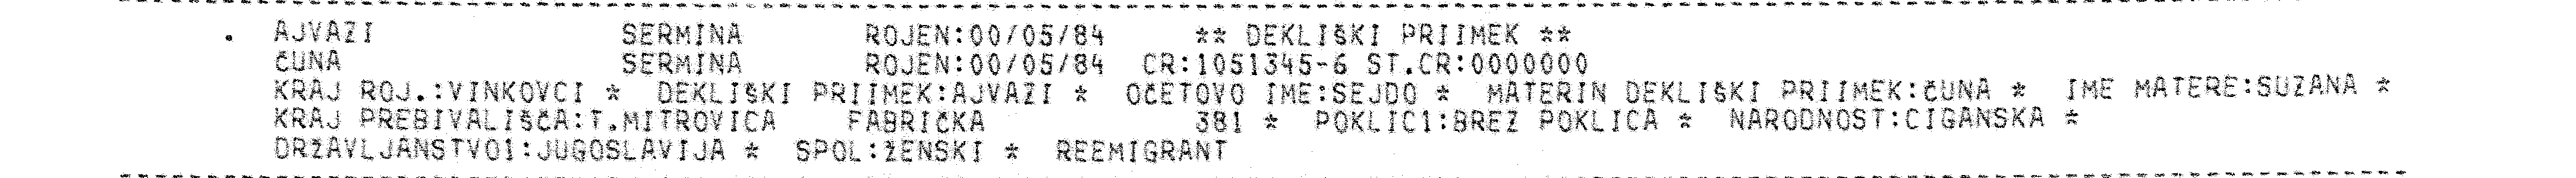 . AJVAZI SERMINA ROJEN:00/05/84 ** DEKLIŠKI PRIIMEK **
ČUNA SERMINA ROJEN:00/05/84 CR:1051345-6 ST.CR:0000000
KRAJ ROJ.:VINKOVCI * DEKLIŠKI PRIIMEK:AJVAZI * OČETOVO IME:SEJDO * MATERIN DEKLIŠKI PRIIMEK:ČUNA * IME MATERE:SUZANA *
KRAJ PREBIVALIŠČA:T.MITROVICA FABRIČKA 381 * POKLIC1:BREZ POKLICA * NARODNOST:CIGANSKA *
DRŽAVLJANSTVO1:JUGOSLAVIJA * SPOL:ŽENSKI * REEMIGRANT